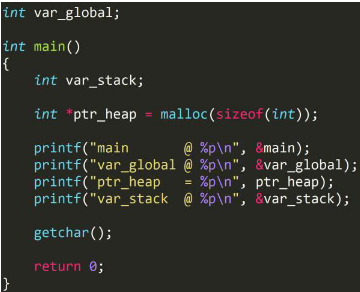 int var_global;
int main()
{
    int var_stack;
    int *ptr_heap = malloc(sizeof(int));
    printf("main       @ %p\n", &main);
    printf("var_global @ %p\n", &var_global);
    printf("ptr_heap   = %p\n", ptr_heap);
    printf("var_stack  @ %p\n", &var_stack);
    getchar();
    return 0;
}